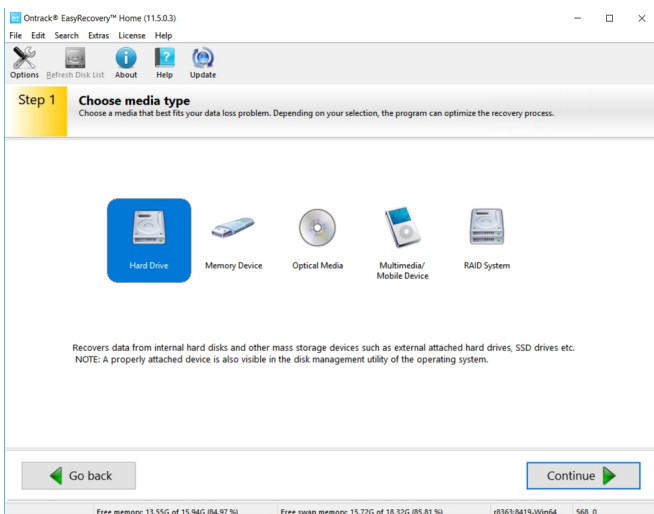 Ontrack® EasyRecovery™ Home (11.5.0.3)
File Edit Search Extras License Help
Options Refresh Disk List About Help Update
Step 1
Choose media type
Choose a media that best fits your data loss problem. Depending on your selection, the program can optimize the recovery process.
Hard Drive
Memory Device
Optical Media
Multimedia/
Mobile Device
RAID System
Recovers data from internal hard disks and other mass storage devices such as external attached hard drives, SSD drives etc.
NOTE: A properly attached device is also visible in the disk management utility of the operating system.
Go back
Continue
Free memory: 13.55G of 15.94G (84.97 %) Free swap memory: 15.72G of 18.32G (85.81 %) r8363:8419-Win64 568_0